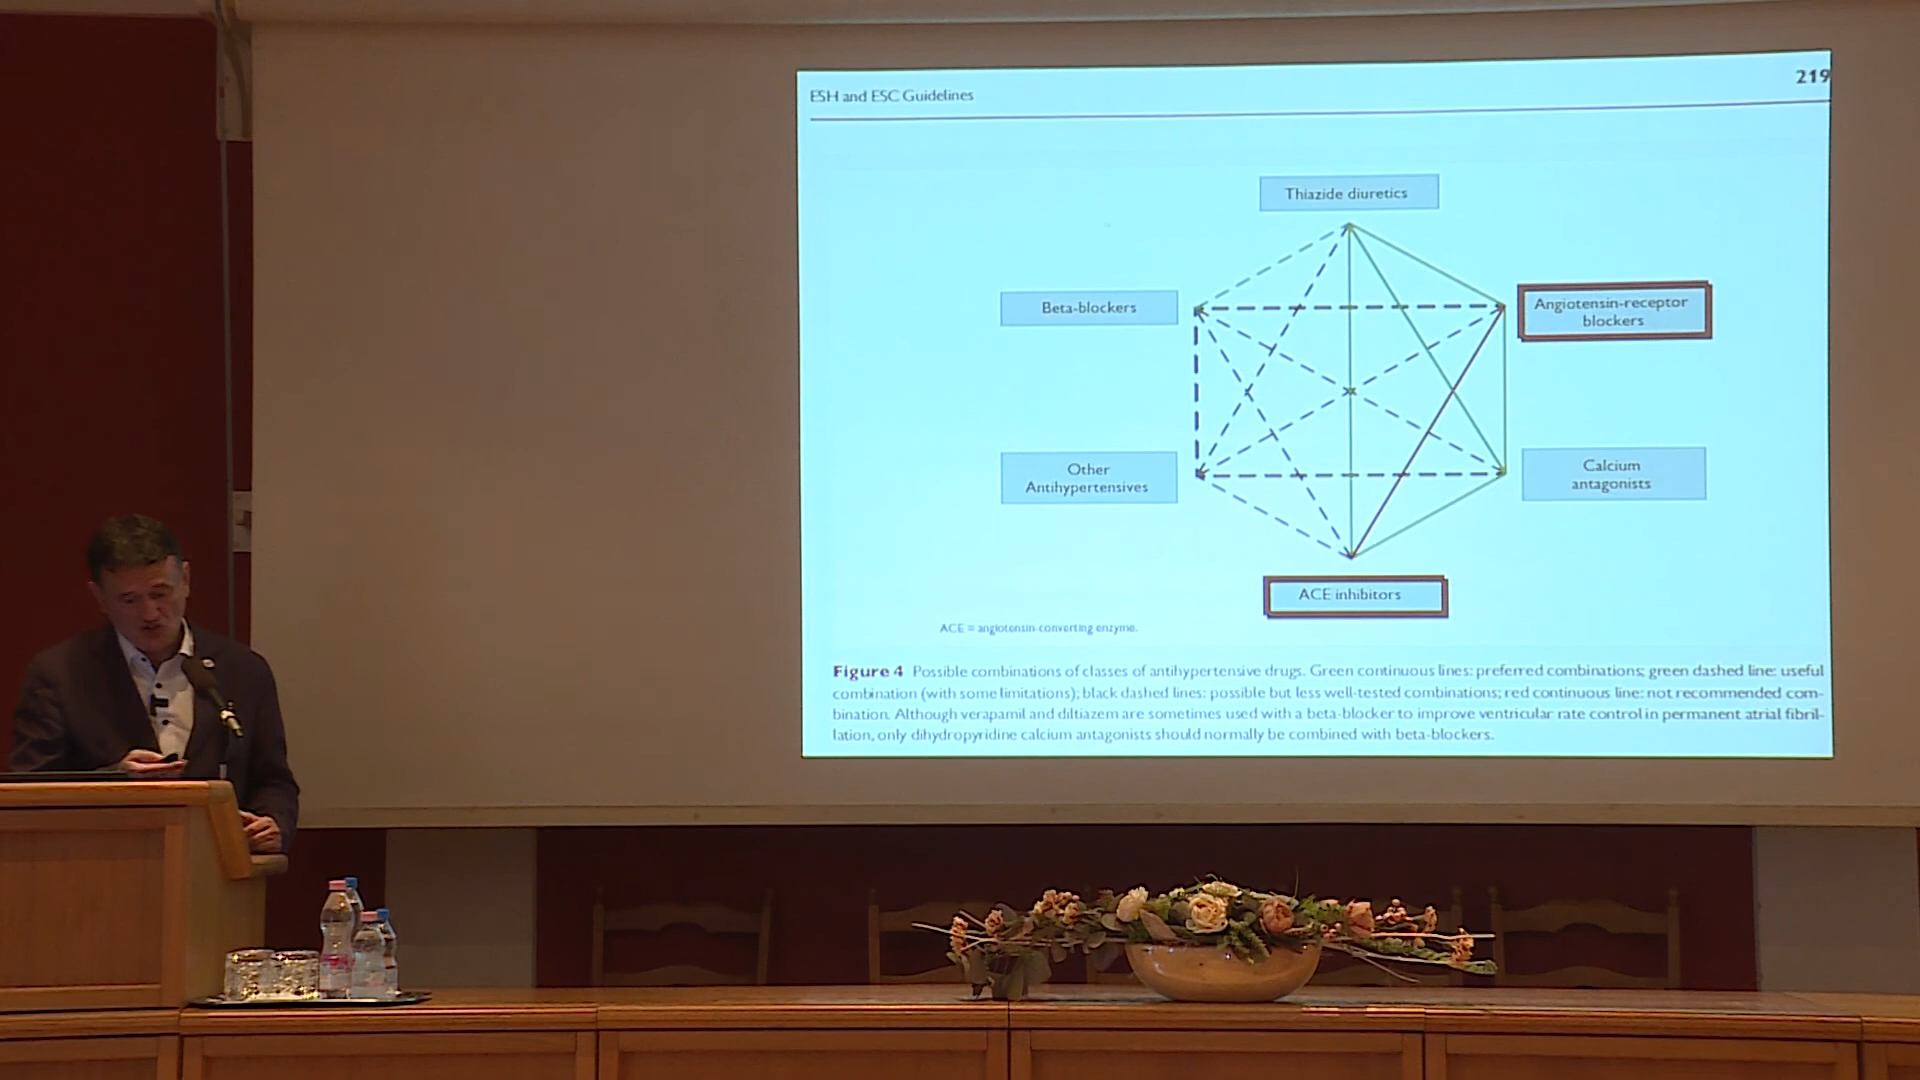 219
ESH and ESC Guidelines
Thiazide diuretics
Beta-blockers
Angiotensin-receptor
blockers
Other
Antihypertensives
Calcium
antagonists
ACE inhibitors
ACE = angiotensin-converting enzyme.
Figure 4 Possible combinations of classes of antihypertensive drugs. Green continuous lines: preferred combinations; green dashed line: useful
combination (with some limitations); black dashed lines: possible but less well-tested combinations; red continuous line: not recommended com-
bination. Although verapamil and diltiazem are sometimes used with a beta-blocker to improve ventricular rate control in permanent atrial fibril-
lation, only dihydropyridine calcium antagonists should normally be combined with beta-blockers.